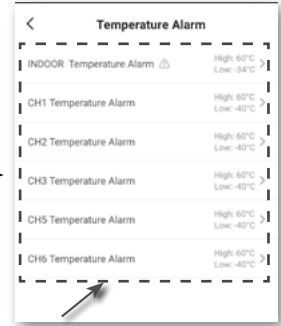 Temperature Alarm
INDOOR Temperature Alarm
High: 60°C
Low: -34°C
CH1 Temperature Alarm
High: 60°C
Low: -40°C
CH2 Temperature Alarm
High: 60°C
Low: -40°C
CH3 Temperature Alarm
High: 60°C
Low: -40°C
CH5 Temperature Alarm
High: 60°C
Low: -40°C
CH6 Temperature Alarm
High: 60°C
Low: -40°C